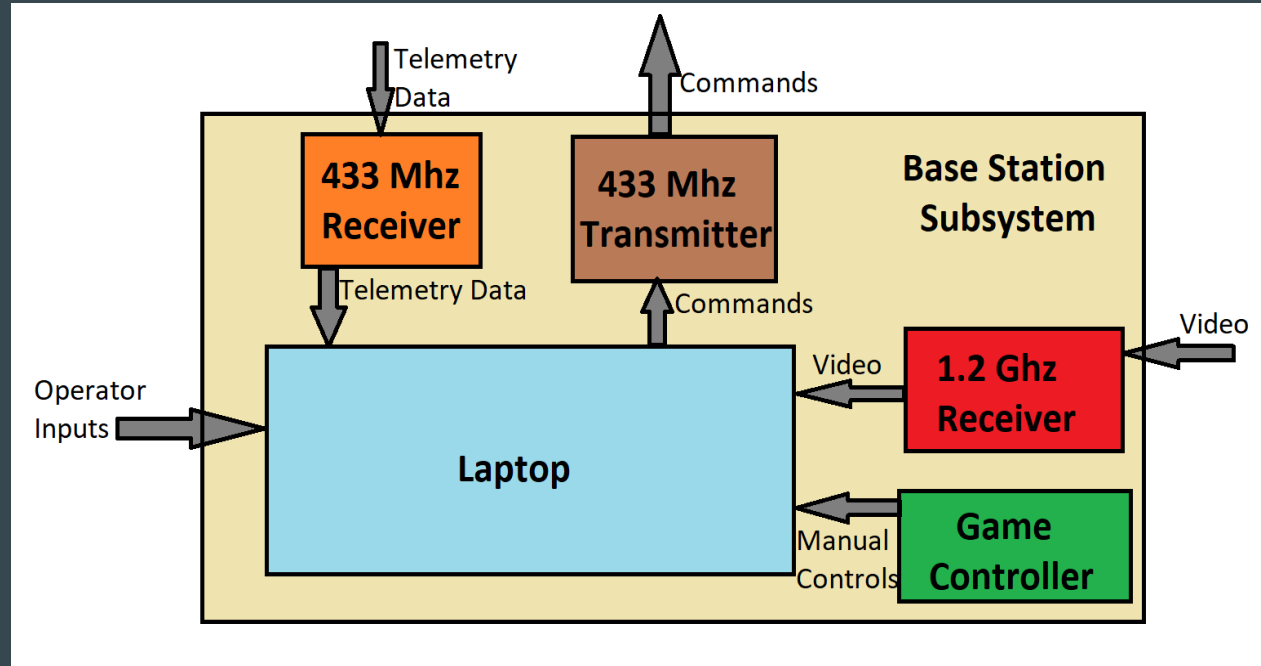 Telemetry
Data
Commands
433 Mhz
Receiver
433 Mhz
Transmitter
Base Station
Subsystem
Telemetry Data
Commands
Video
Video
1.2 Ghz
Receiver
Operator
Inputs
Laptop
Manual
Controls
Game
Controller